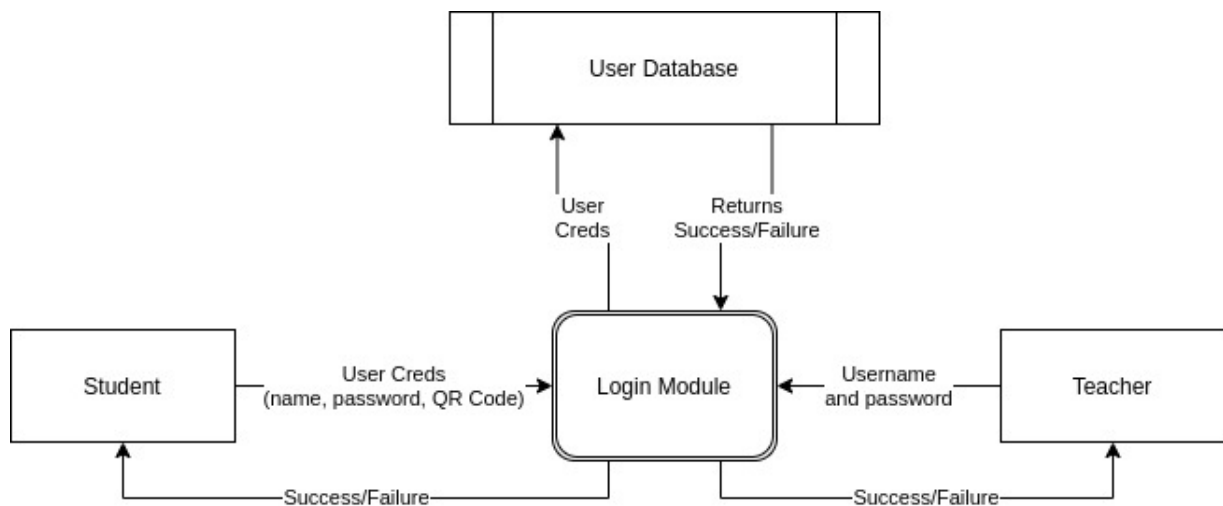 User Database
User
Creds
Returns
Success/Failure
Student
User Creds
(name, password, QR Code)
Login Module
Username
and password
Teacher
Success/Failure
Success/Failure